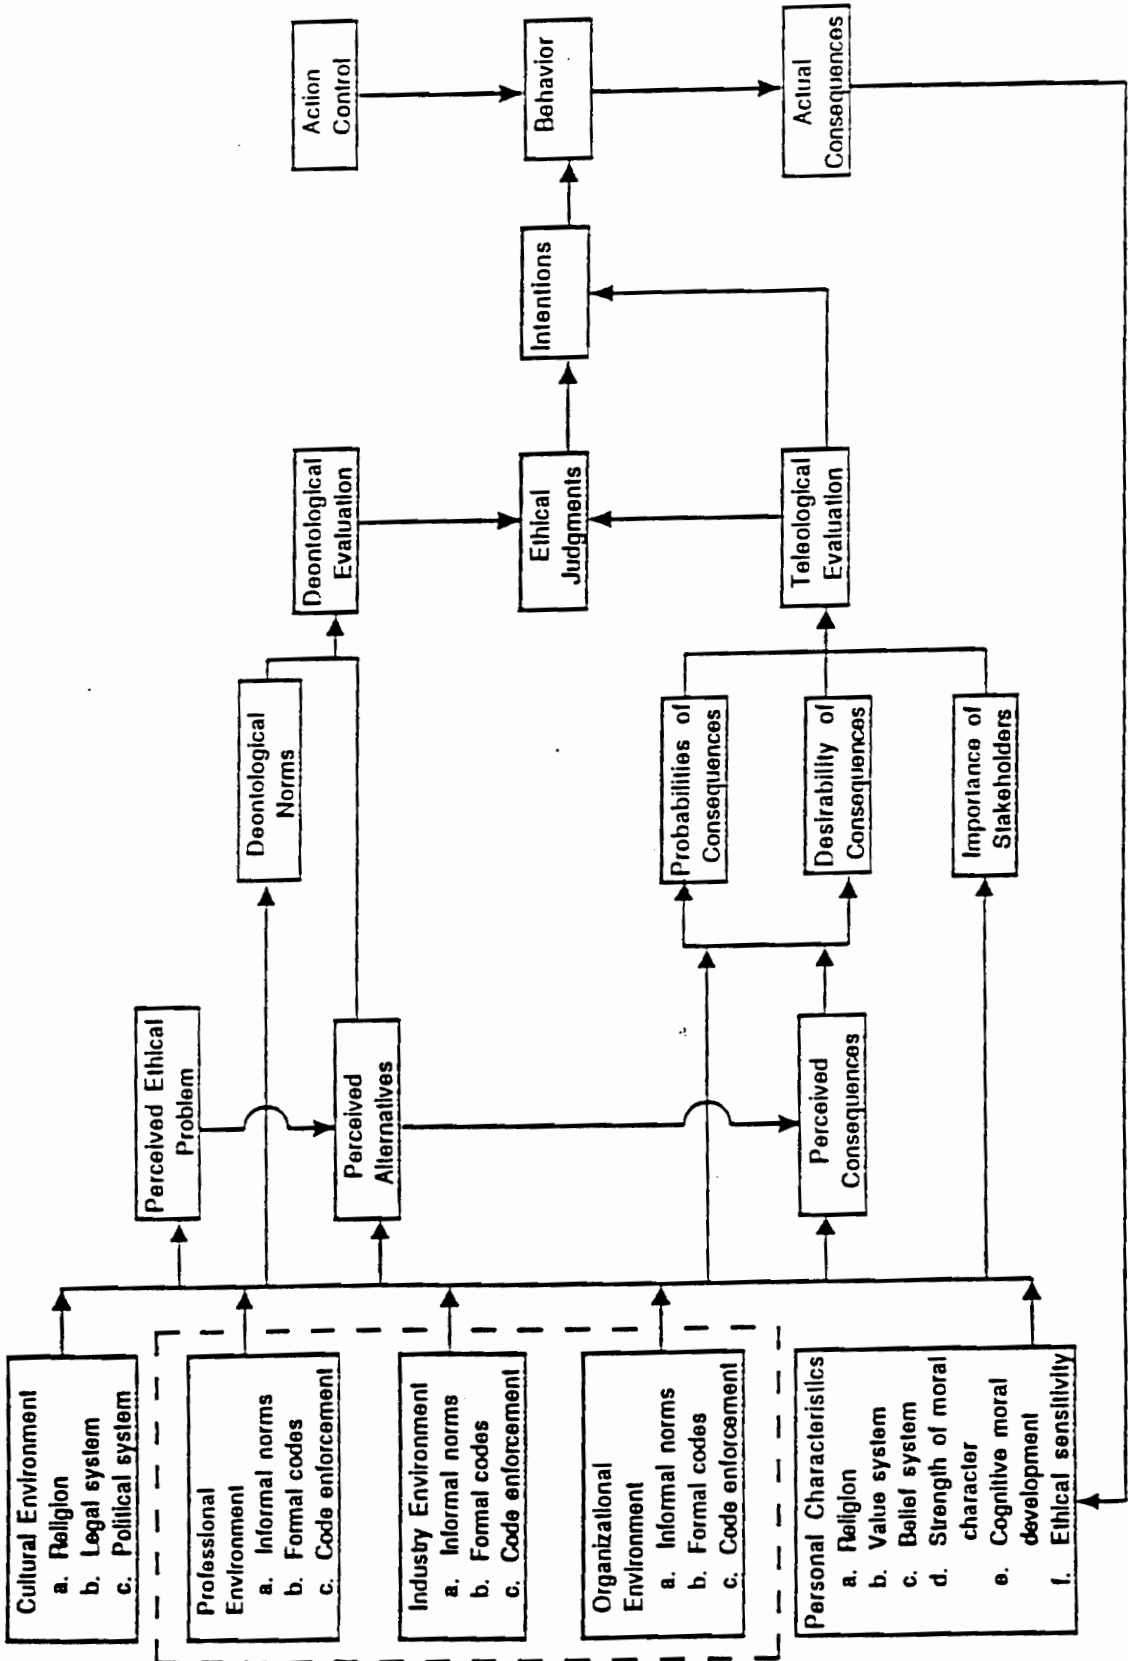 Cultural Environment
a. Religion
b. Legal system
c. Political system
Professional
Environment
a. Informal norms
b. Formal codes
c. Code enforcement
Industry Environment
a. Informal norms
b. Formal codes
c. Code enforcement
Organizational
Environment
a. Informal norms
b. Formal codes
c. Code enforcement
Personal Characteristics
a. Religion
b. Value system
c. Belief system
d. Strength of moral
character
e. Cognitive moral
development
f. Ethical sensitivity
Perceived Ethical
Problem
Perceived
Alternatives
Perceived
Consequences
Deontological
Norms
Probabilities of
Consequences
Desirability of
Consequences
Importance of
Stakeholders
Deontological
Evaluation
Ethical
Judgments
Teleological
Evaluation
Intentions
Action
Control
Behavior
Actual
Consequences